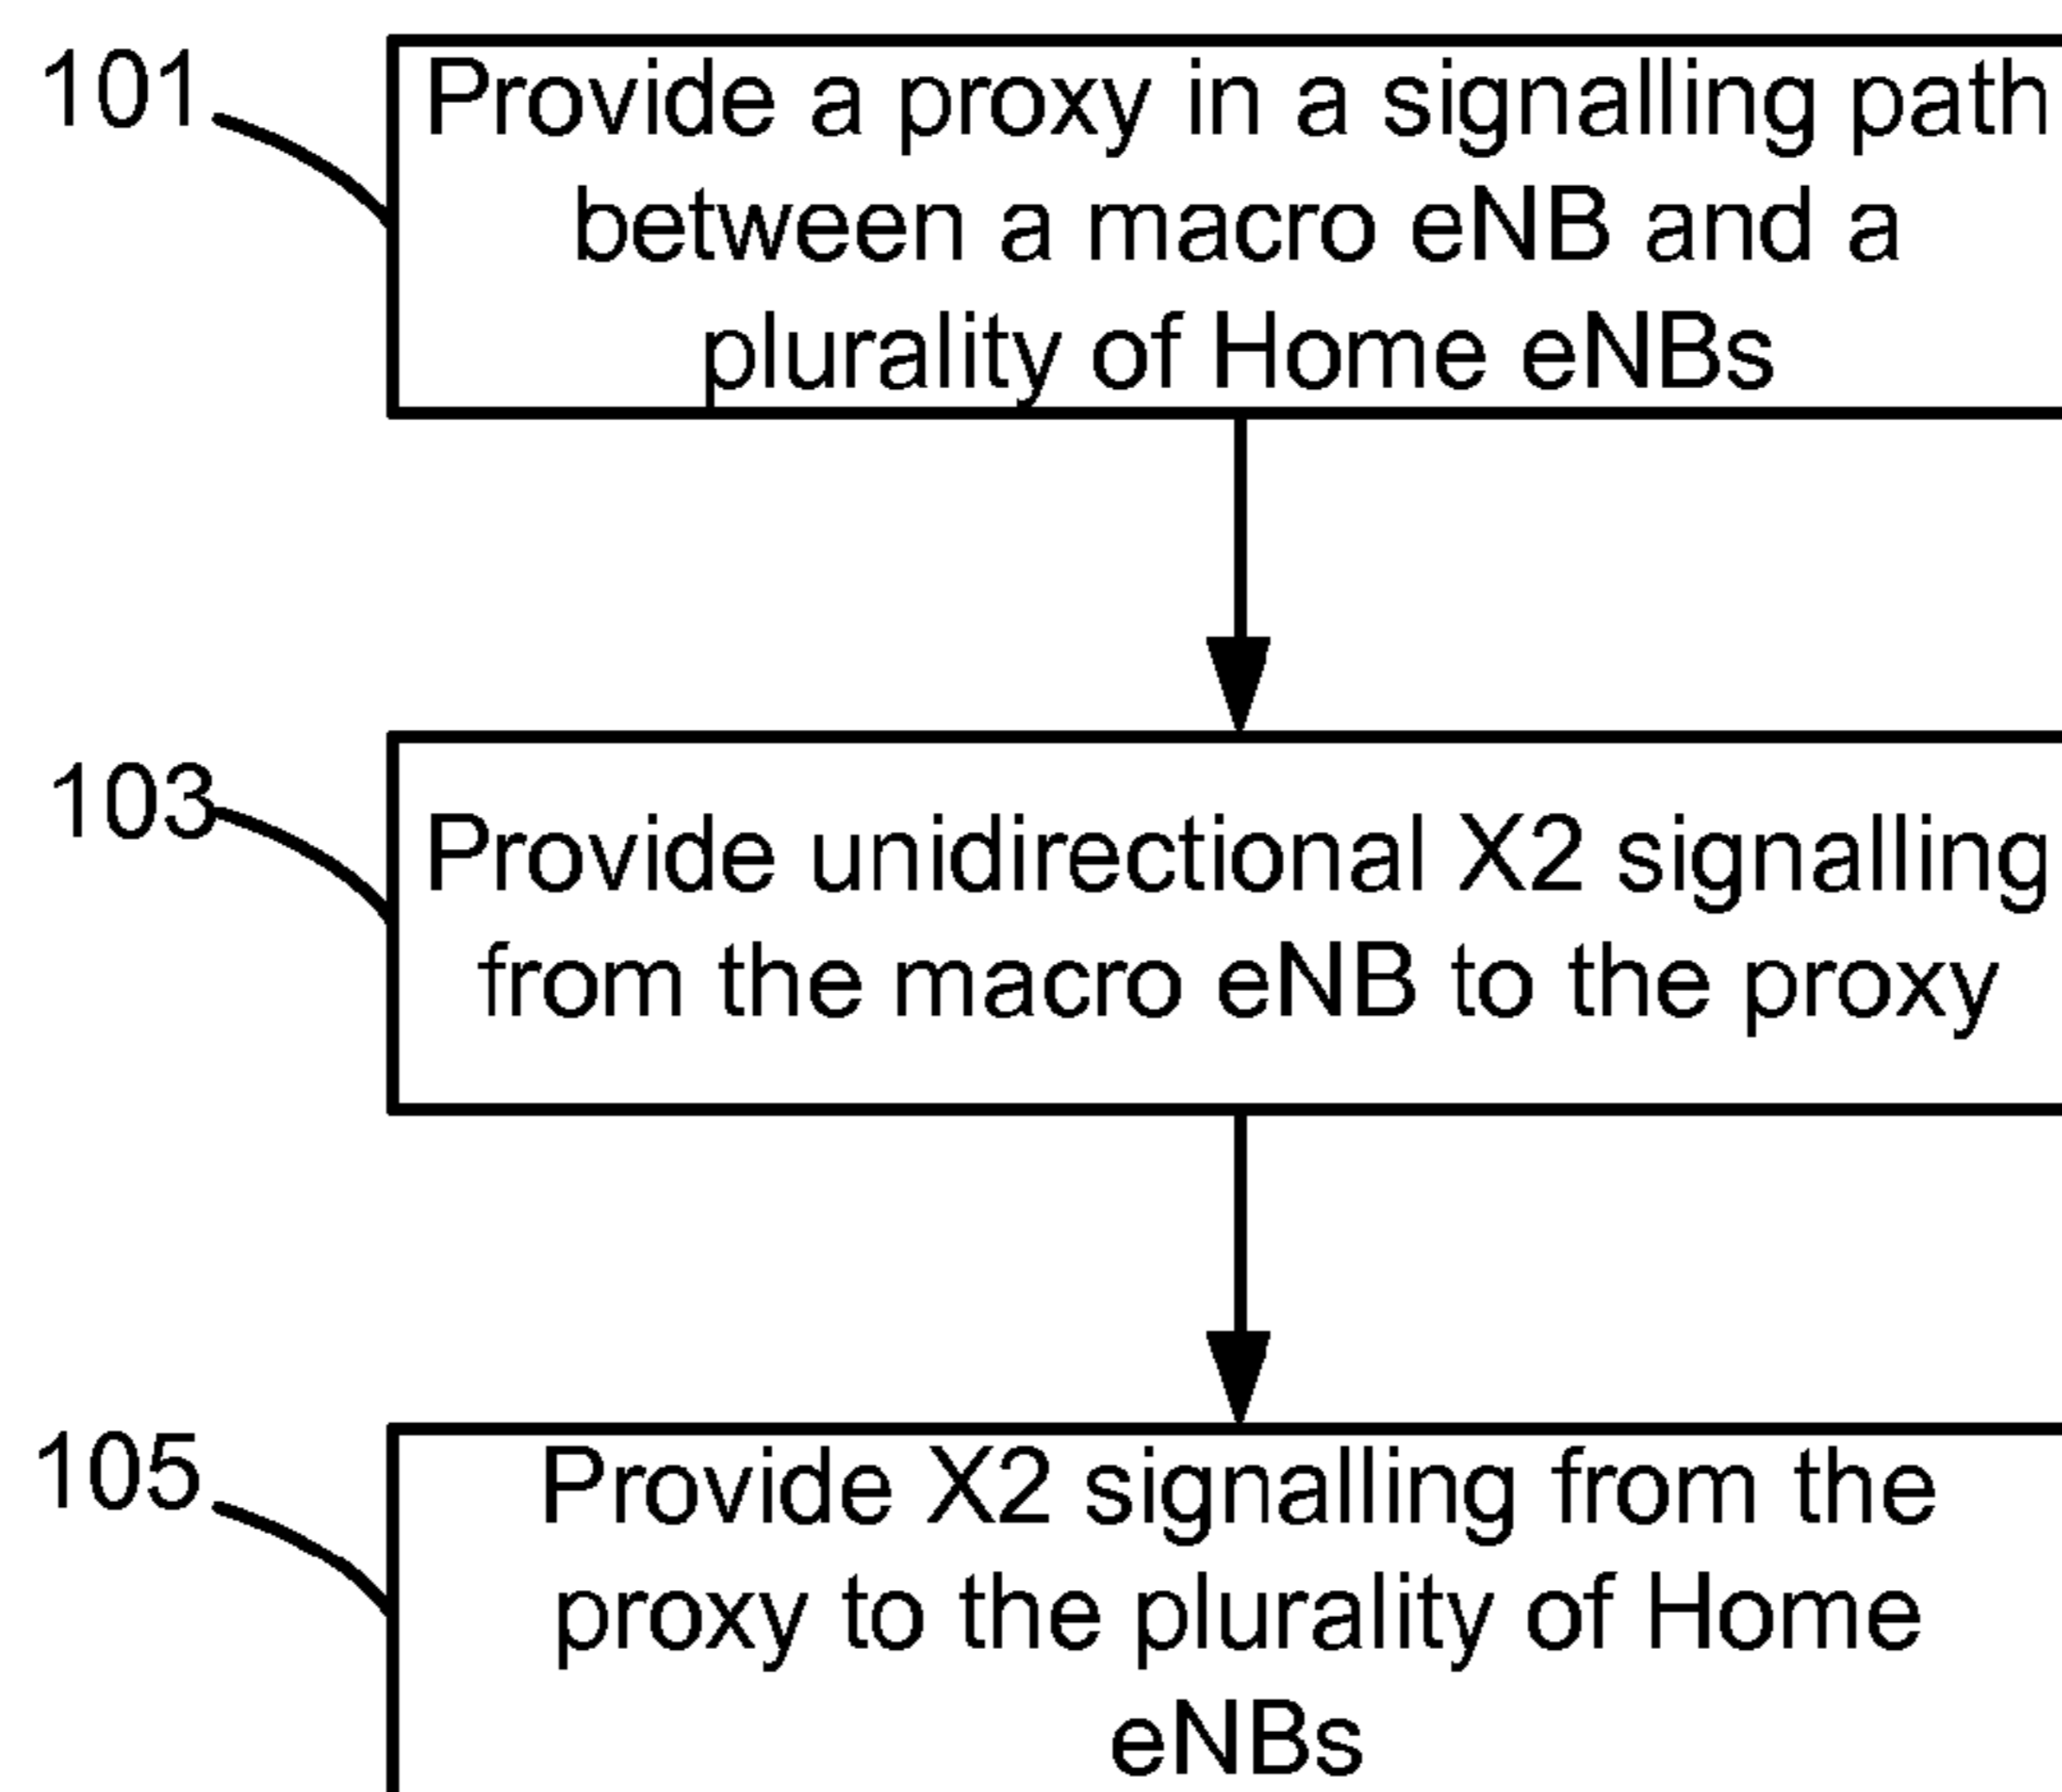 101
Provide a proxy in a signalling path
between a macro eNB and a
plurality of Home eNBs
103
Provide unidirectional X2 signalling
from the macro eNB to the proxy
105
Provide X2 signalling from the
proxy to the plurality of Home
eNBs